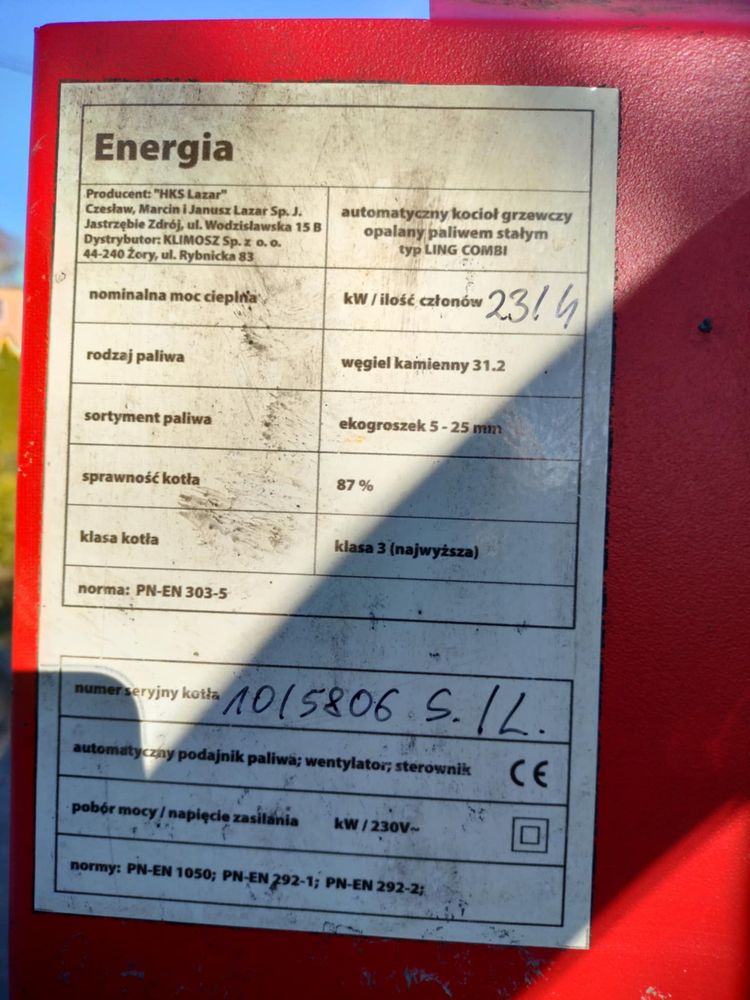 Energia
Producent: "HKS Lazar"
Czesław, Marcin i Janusz Lazar Sp. J.
Jastrzębie Zdrój, ul. Wodzisławska 15 B
Dystrybutor: KLIMOSZ Sp. z o. o.
44-240 Żory, ul. Rybnicka 83
automatyczny kocioł grzewczy
opalany paliwem stałym
typ LING COMBI
nominalna moc cieplna
kW / ilość członów 23/4
rodzaj paliwa
węgiel kamienny 31.2
sortyment paliwa
ekogroszek 5 - 25 mm
sprawność kotła
87 %
klasa kotła
klasa 3 (najwyższa)
norma: PN-EN 303-5
numer seryjny kotła 10/5806 S./L.
automatyczny podajnik paliwa; wentylator; sterownik CE
pobór mocy / napięcie zasilania kW / 230V~
normy: PN-EN 1050; PN-EN 292-1; PN-EN 292-2;